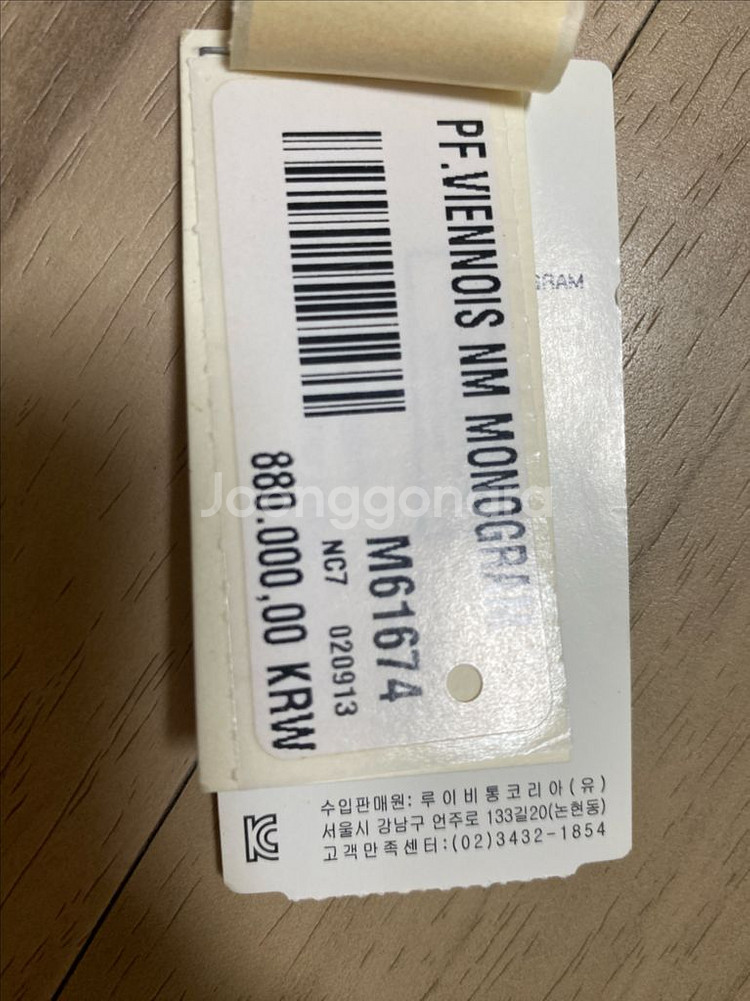 PF.VIENNOIS NM MONOGRAM
GRAM
M61674
NC7 020913
880.000,00 KRW
Joonggonara
수입판매원: 루이비통코리아(유)
서울시 강남구 언주로 133길20(논현동)
고객만족센터:(02)3432-1854